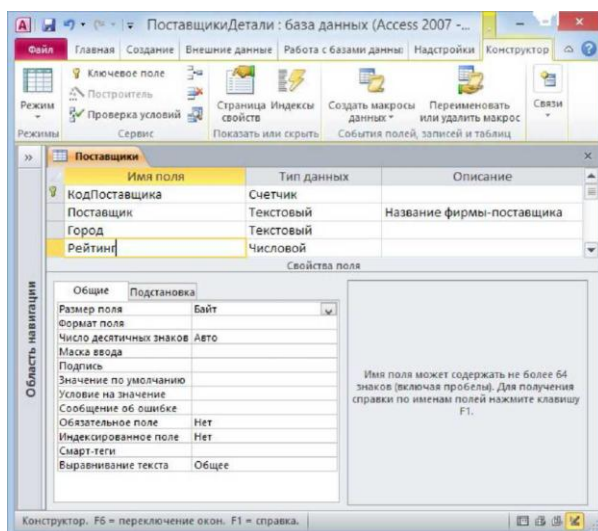 ПоставщикиДетали : база данных (Access 2007 -...
Файл Главная Создание Внешние данные Работа с базами данны: Надстройки Конструктор
Режим
Ключевое поле
Построитель
Проверка условий
Страница свойств
Индексы
Создать макросы данных
Переименовать или удалить макрос
Связи
Режимы Сервис Показать или скрыть События полей, записей и таблиц
Поставщики
Имя поля Тип данных Описание
КодПоставщика Счетчик
Поставщик Текстовый Название фирмы-поставщика
Город Текстовый
Рейтинг Числовой
Свойства поля
Область навигации
Общие Подстановка
Размер поля Байт
Формат поля
Число десятичных знаков Авто
Маска ввода
Подпись
Значение по умолчанию
Условие на значение
Сообщение об ошибке
Обязательное поле Нет
Индексированное поле Нет
Смарт-теги
Выравнивание текста Общее
Имя поля может содержать не более 64
знаков (включая пробелы). Для получения
справки по именам полей нажмите клавишу
F1.
Конструктор. F6 = переключение окон. F1 = справка.